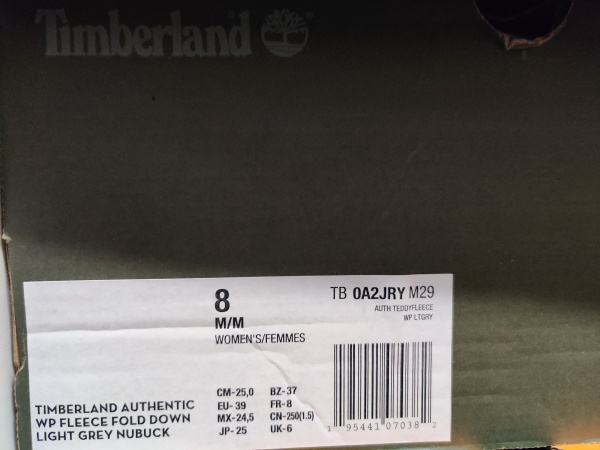 Timberland
8
M/M
WOMEN'S/FEMMES
TB 0A2JRY M29
AUTH TEDDYFLEECE
WP LTGRY
TIMBERLAND AUTHENTIC
WP FLEECE FOLD DOWN
LIGHT GREY NUBUCK
CM-25,0 BZ-37
EU-39 FR-8
MX-24,5 CN-250(1.5)
JP-25 UK-6
1 95441 07038 2